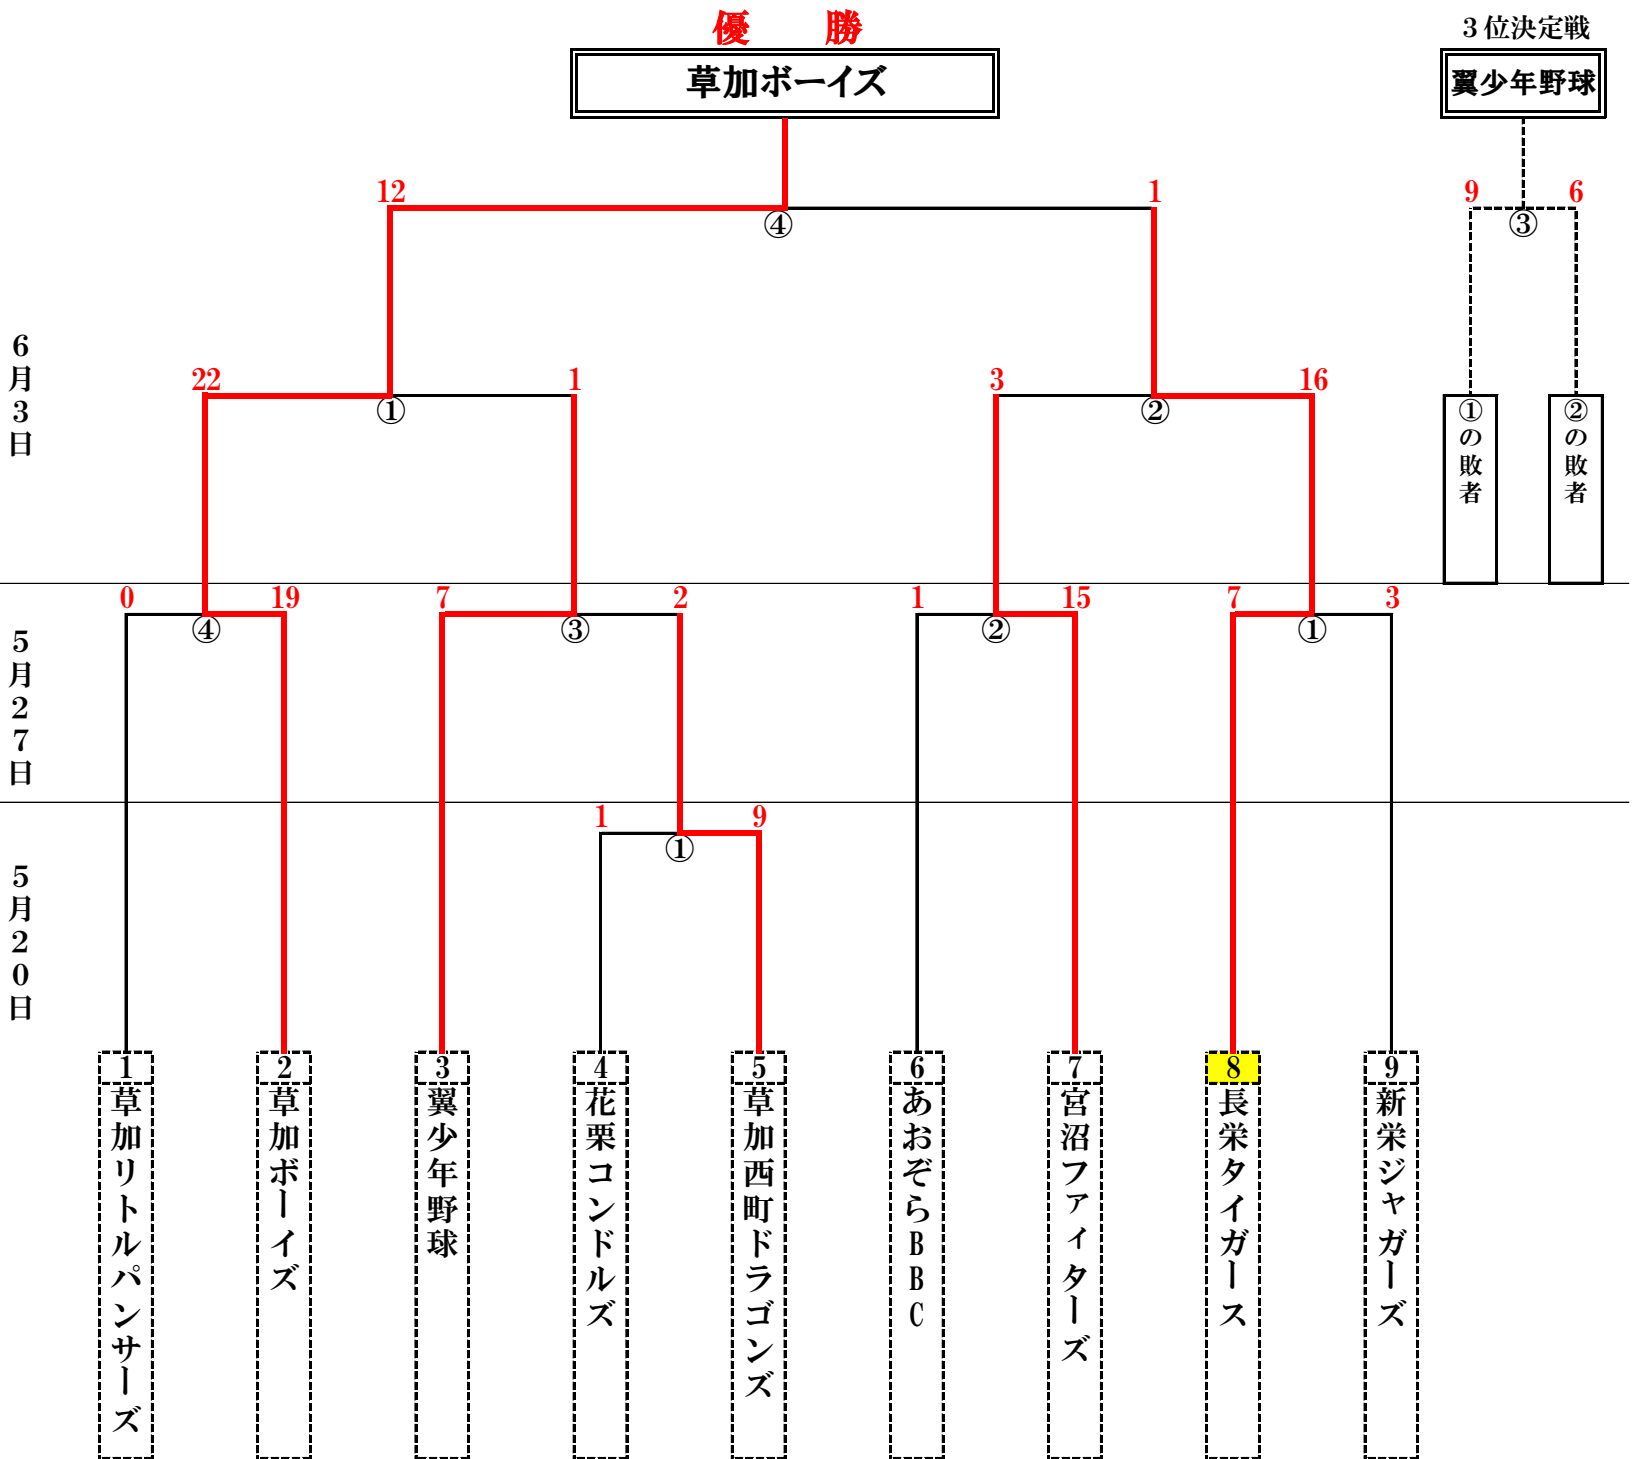 優　勝
草加ボーイズ
３位決定戦
翼少年野球
12
1
④
9
6
③
6月3日
22
1
①
3
16
②
①の敗者
②の敗者
5月27日
0
19
④
7
2
③
1
15
②
7
3
①
5月20日
1
9
①
1
草加リトルパンサーズ
2
草加ボーイズ
3
翼少年野球
4
花栗コンドルズ
5
草加西町ドラゴンズ
6
あおぞらBBC
7
宮沼ファイターズ
8
長栄タイガース
9
新栄ジャガーズ